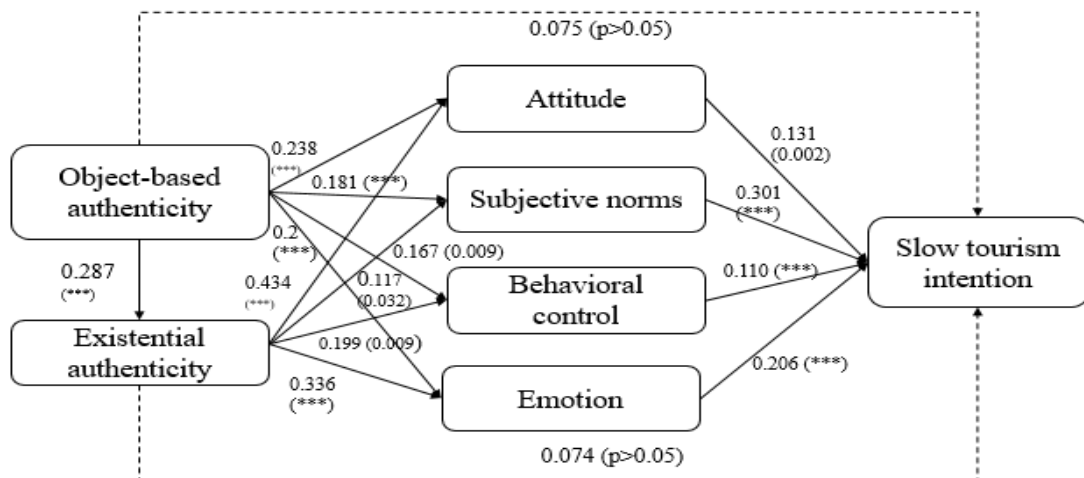 0.075 (p>0.05)
Attitude
0.238
(***)
0.131
(0.002)
Object-based
authenticity
0.181 (***)
Subjective norms
0.301
(***)
0.2
(***)
0.167 (0.009)
Slow tourism
intention
0.287
(***)
0.434
(***)
0.117
(0.032)
Behavioral
control
0.110 (***)
Existential
authenticity
0.199 (0.009)
0.336
(***)
Emotion
0.206 (***)
0.074 (p>0.05)